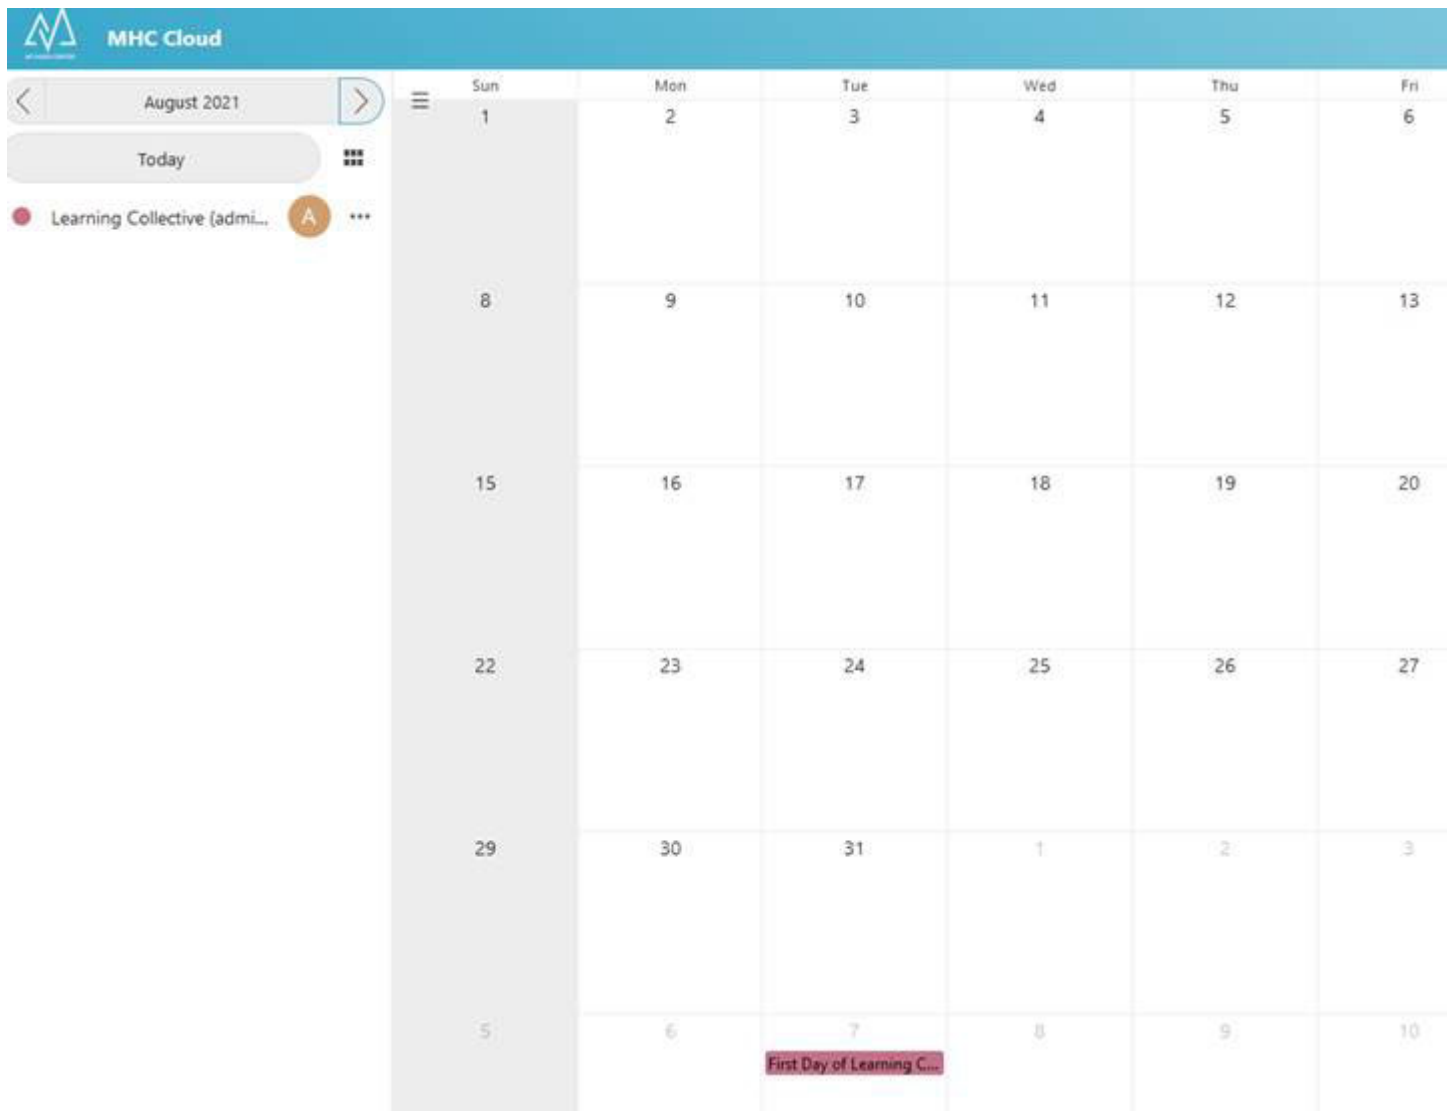 MHC Cloud
August 2021
Today
Learning Collective (admi...
A
Sun Mon Tue Wed Thu Fri
1 2 3 4 5 6
8 9 10 11 12 13
15 16 17 18 19 20
22 23 24 25 26 27
29 30 31 1 2 3
5 6 7 8 9 10
First Day of Learning C...